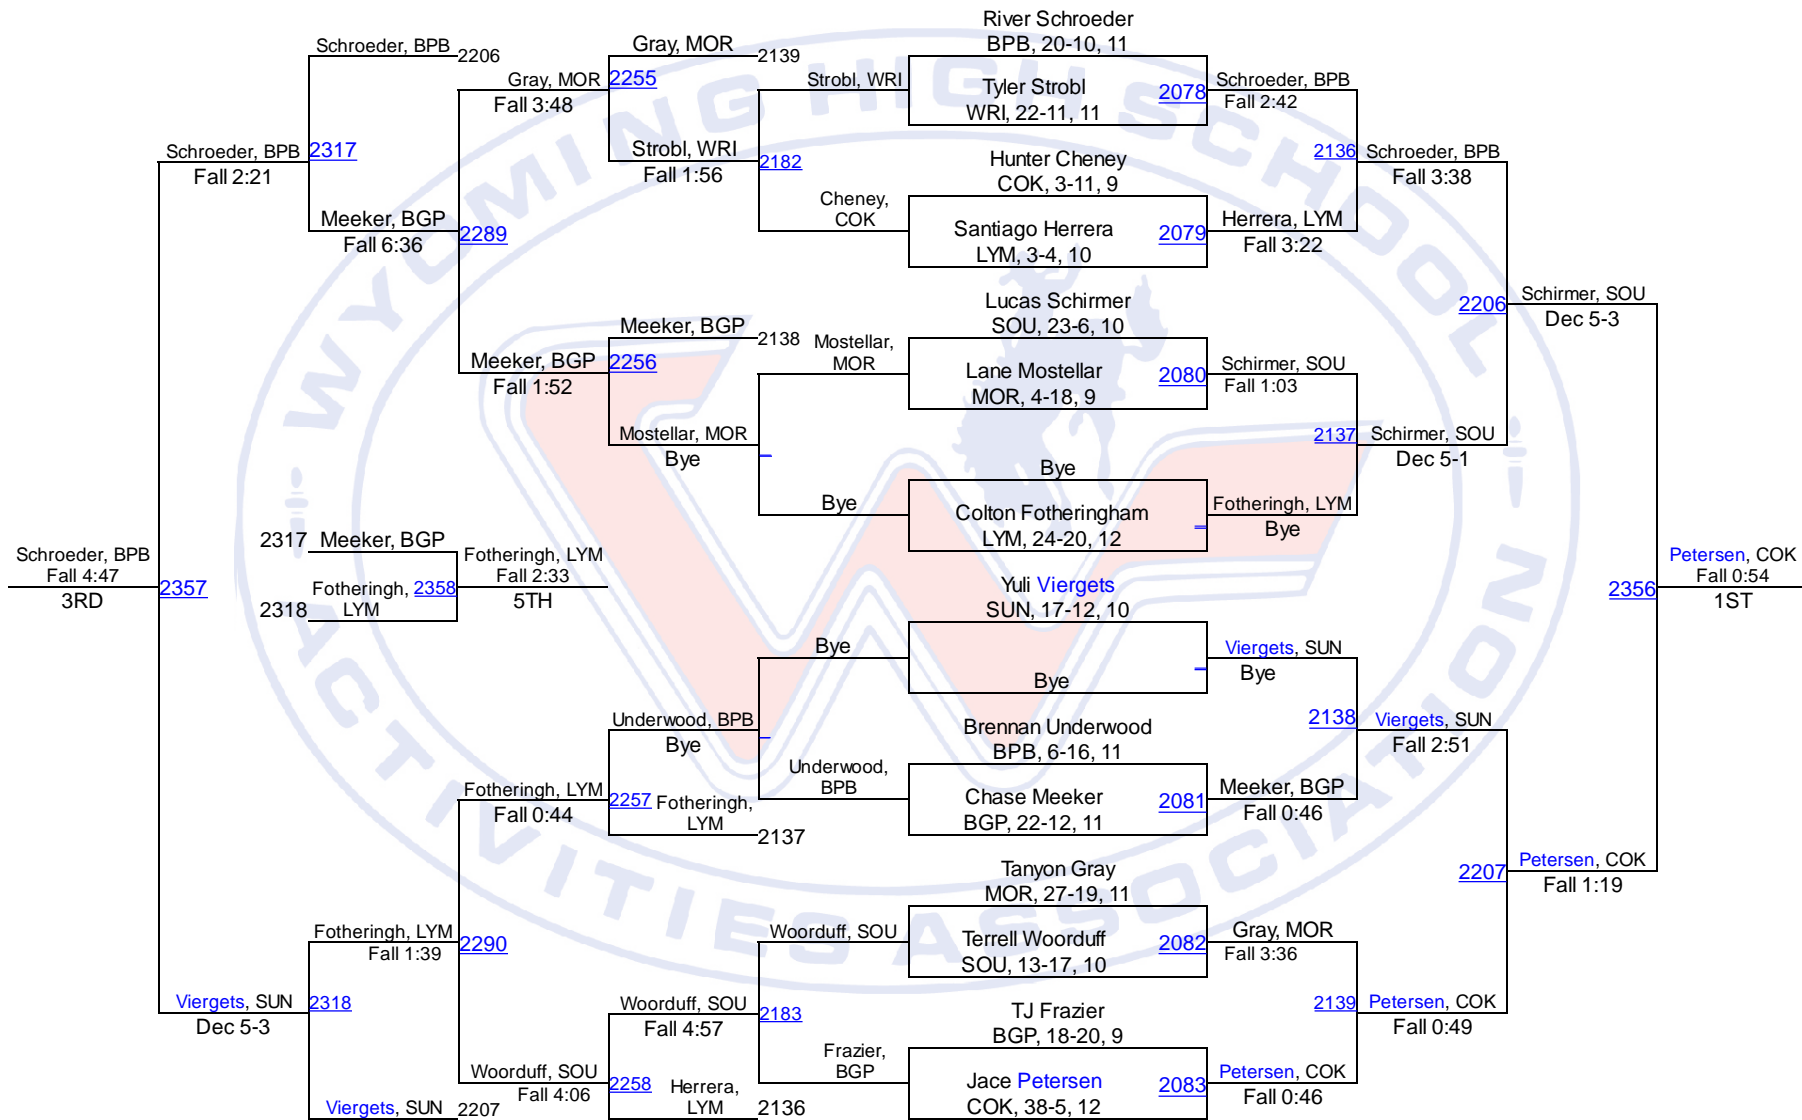 River Schroeder
BPB, 20-10, 11
Tyler Strobl
WRI, 22-11, 11
2078
Hunter Cheney
COK, 3-11, 9
Santiago Herrera
LYM, 3-4, 10
2079
Lucas Schirmer
SOU, 23-6, 10
Lane Mostellar
MOR, 4-18, 9
2080
Bye
Colton Fotheringham
LYM, 24-20, 12
Yuli Viergets
SUN, 17-12, 10
Bye
Brennan Underwood
BPB, 6-16, 11
Chase Meeker
BGP, 22-12, 11
2081
Tanyon Gray
MOR, 27-19, 11
Terrell Woorduff
SOU, 13-17, 10
2082
TJ Frazier
BGP, 18-20, 9
Jace Petersen
COK, 38-5, 12
2083
Schroeder, BPB
Fall 2:42
2136
Herrera, LYM
Fall 3:22
Schirmer, SOU
Fall 1:03
2137
Fotheringh, LYM
Bye
Viergets, SUN
Bye
2138
Meeker, BGP
Fall 0:46
Gray, MOR
Fall 3:36
2139
Petersen, COK
Fall 0:46
Schroeder, BPB
Fall 3:38
2206
Schirmer, SOU
Dec 5-1
Viergets, SUN
Fall 2:51
2207
Petersen, COK
Fall 0:49
Schirmer, SOU
Dec 5-3
2356
Petersen, COK
Fall 1:19
Petersen, COK
Fall 0:54
1ST
Strobl, WRI
2182
Cheney,
COK
Mostellar,
MOR
Bye
Bye
Underwood,
BPB
Woorduff, SOU
2183
Frazier,
BGP
Gray, MOR
2139
2255
Strobl, WRI
Fall 1:56
Meeker, BGP
2138
2256
Mostellar, MOR
Bye
Underwood, BPB
Bye
2257
Fotheringh,
LYM
2137
Woorduff, SOU
Fall 4:57
2258
Herrera,
LYM
2136
Gray, MOR
Fall 3:48
2289
Meeker, BGP
Fall 1:52
Fotheringh, LYM
Fall 0:44
2290
Woorduff, SOU
Fall 4:06
Schroeder, BPB
2206
2317
Meeker, BGP
Fall 6:36
Fotheringh, LYM
Fall 1:39
2318
Viergets, SUN
2207
Schroeder, BPB
Fall 2:21
2357
Viergets, SUN
Dec 5-3
Schroeder, BPB
Fall 4:47
3RD
2317
Meeker, BGP
Fotheringh,
LYM
2318
2358
Fotheringh, LYM
Fall 2:33
5TH
WYOMING HIGH SCHOOL
ACTIVITIES ASSOCIATION